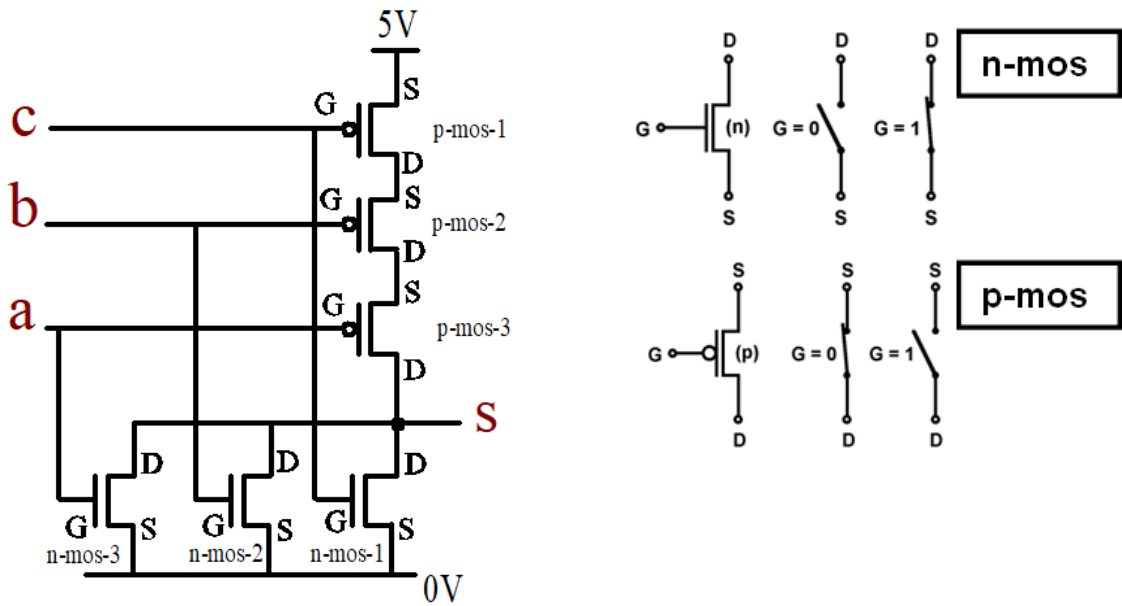 5V
S
G
c
p-mos-1
D
G
S
b
p-mos-2
D
S
G
a
p-mos-3
D
s
D
D
D
G
S
G
S
G
S
n-mos-3
n-mos-2
n-mos-1
0V
D
D
D
n-mos
G
(n)
G = 0
G = 1
S
S
S
S
S
S
p-mos
G
(p)
G = 0
G = 1
D
D
D